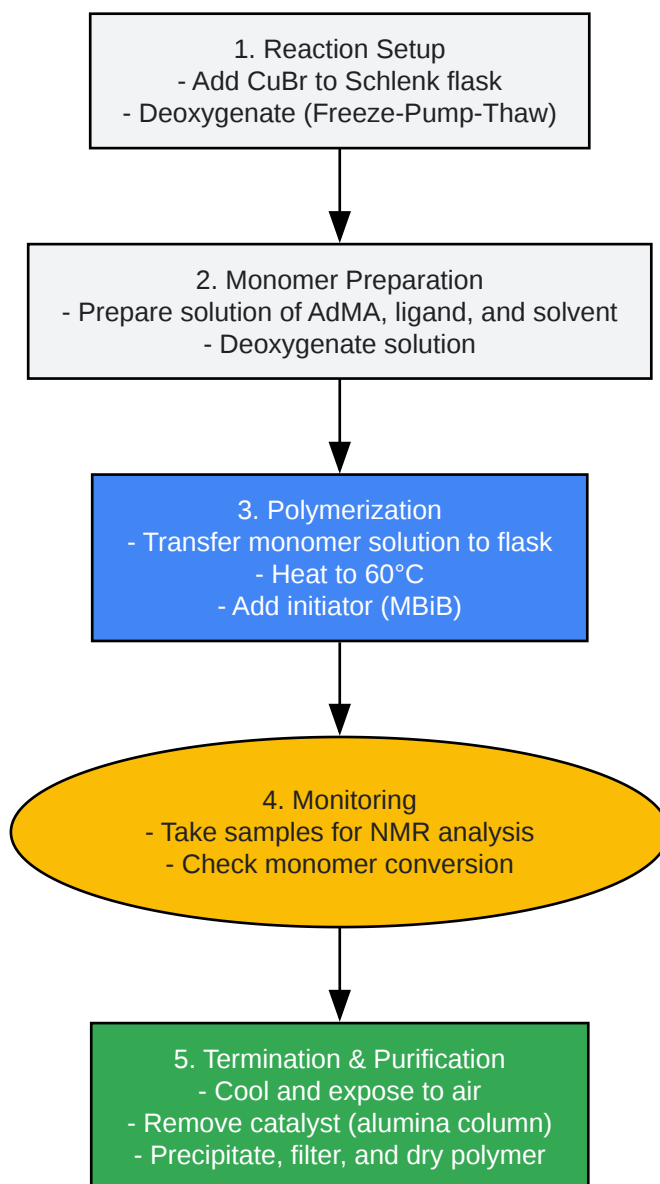 1. Reaction Setup
- Add CuBr to Schlenk flask
- Deoxygenate (Freeze-Pump-Thaw)
2. Monomer Preparation
- Prepare solution of AdMA, ligand, and solvent
- Deoxygenate solution
3. Polymerization
- Transfer monomer solution to flask
- Heat to 60°C
- Add initiator (MBiB)
4. Monitoring
- Take samples for NMR analysis
- Check monomer conversion
5. Termination & Purification
- Cool and expose to air
- Remove catalyst (alumina column)
- Precipitate, filter, and dry polymer